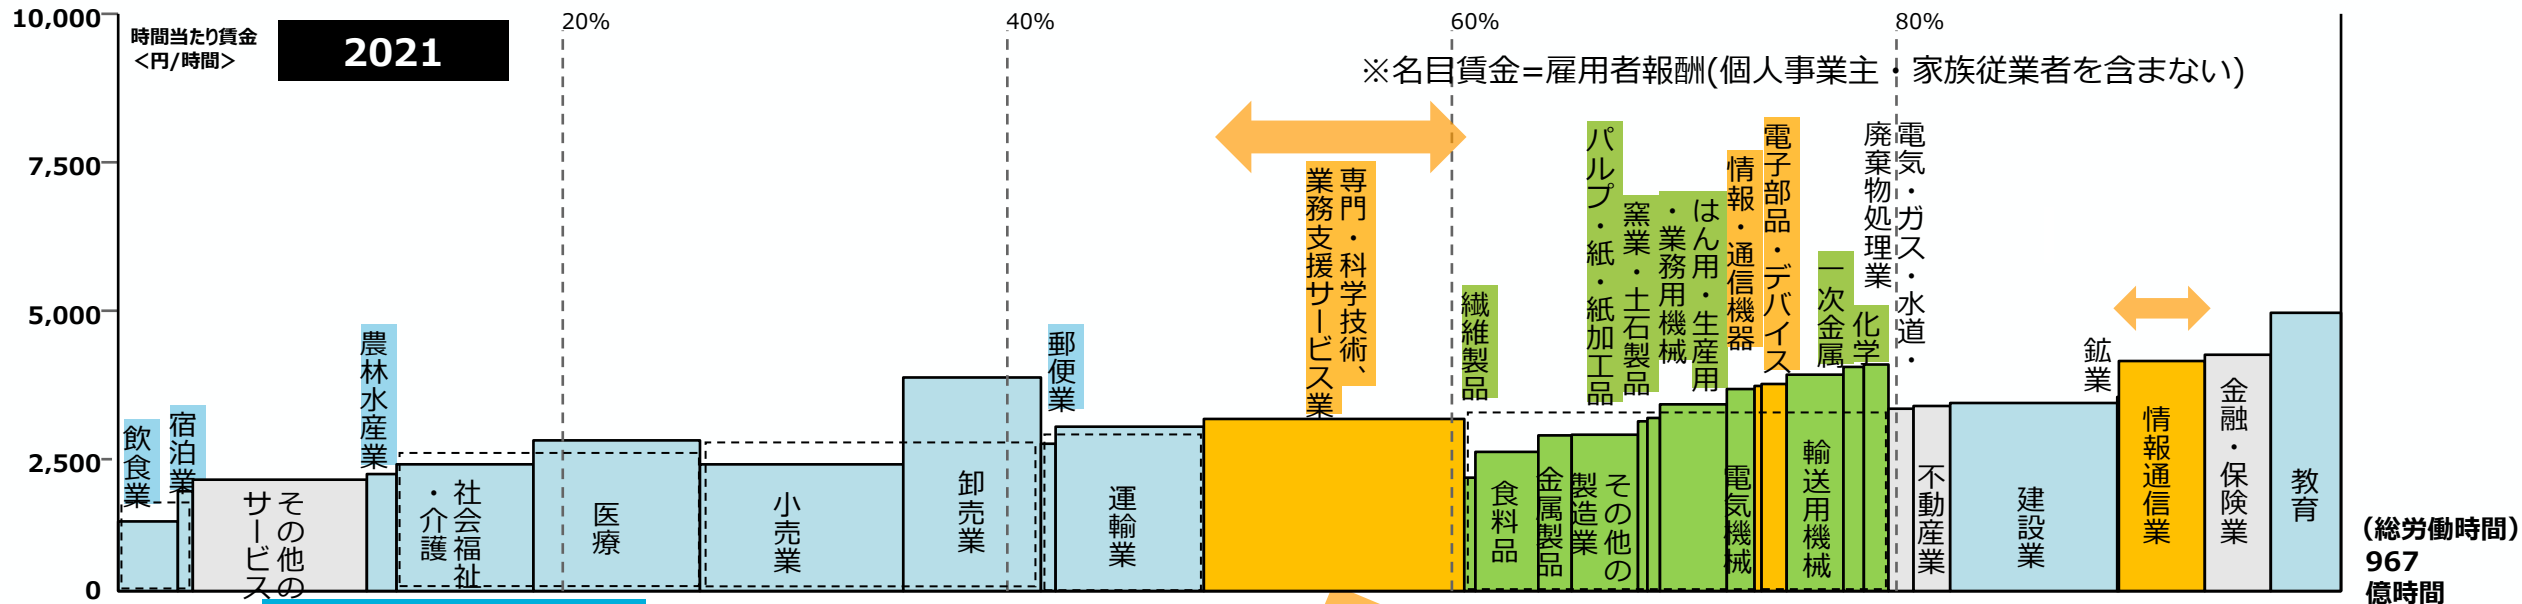 10,000
7,500
5,000
2,500
0
時間当たり賃金
<円/時間>
2021
20%
40%
60%
80%
※名目賃金=雇用者報酬(個人事業主・家族従業者を含まない)
飲食業
宿泊業
その他の
サービス
農林水産業
社会福祉
・介護
医療
小売業
卸売業
郵便業
運輸業
専門・科学技術、
業務支援サービス業
繊維製品
食料品
金属製品
その他の
製造業
パルプ・紙・紙加工品
窯業・土石製品
はん用・生産用
・業務用機械
電気機械
情報・通信機器
電子部品・デバイス
輸送用機械
一次金属
化学
電気・ガス・水道・
廃棄物処理業
不動産業
建設業
鉱業
情報通信業
金融・保険業
教育
(総労働時間)
967
億時間